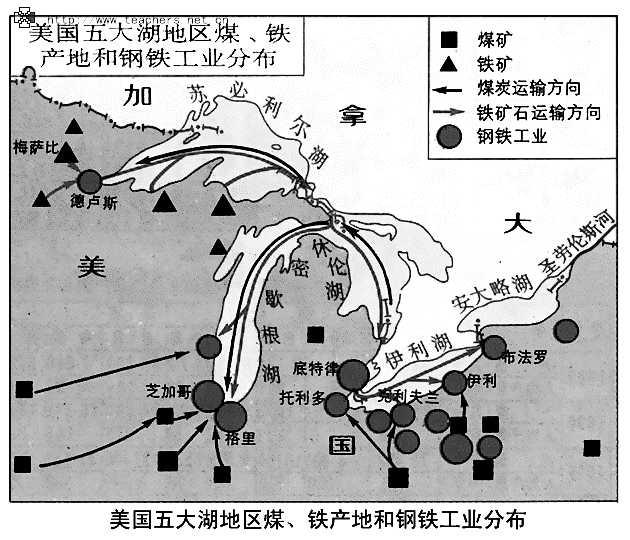 http://www.teachers.net.cn
美国五大湖地区煤、铁
产地和钢铁工业分布
煤矿
铁矿
煤炭运输方向
铁矿石运输方向
钢铁工业
加
拿
大
苏必利尔湖
梅萨比
德卢斯
美
休伦湖
密歇根湖
圣劳伦斯河
安大略湖
伊利湖
布法罗
底特律
伊利
芝加哥
托利多
克利夫兰
格里
国
美国五大湖地区煤、铁产地和钢铁工业分布